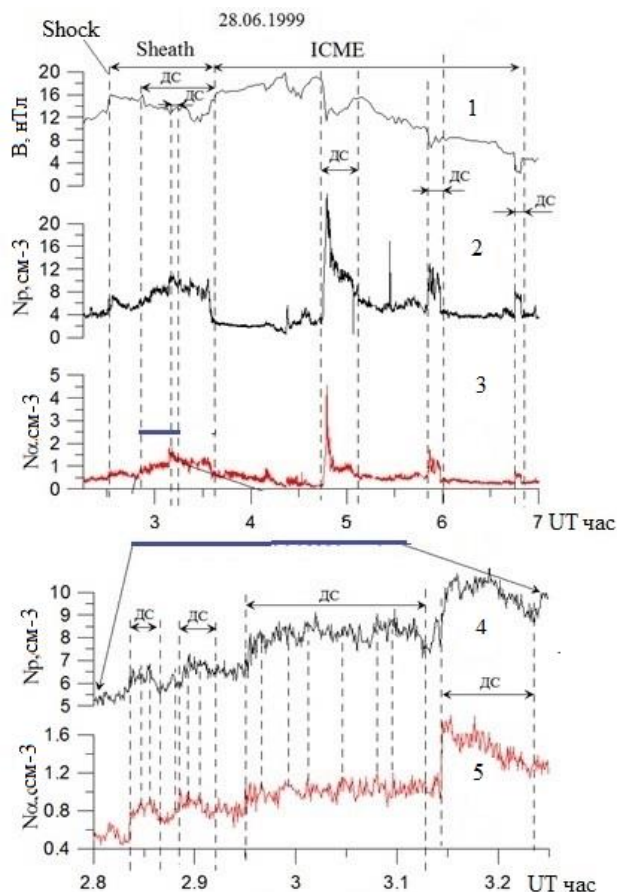 28.06.1999
Shock
Sheath
ICME
ДС
ДС
20
16
12
8
4
0
В, нТл
1
ДС
ДС
ДС
20
16
12
8
4
0
Np,см-3
2
5
4
3
2
1
0
Nα.см-3
3
3 4 5 6 7 UT час
10
9
8
7
6
5
Np,см-3
ДС
ДС
ДС
4
ДС
1.6
1.2
0.8
0.4
Nα,см-3
5
2.8 2.9 3 3.1 3.2 UT час